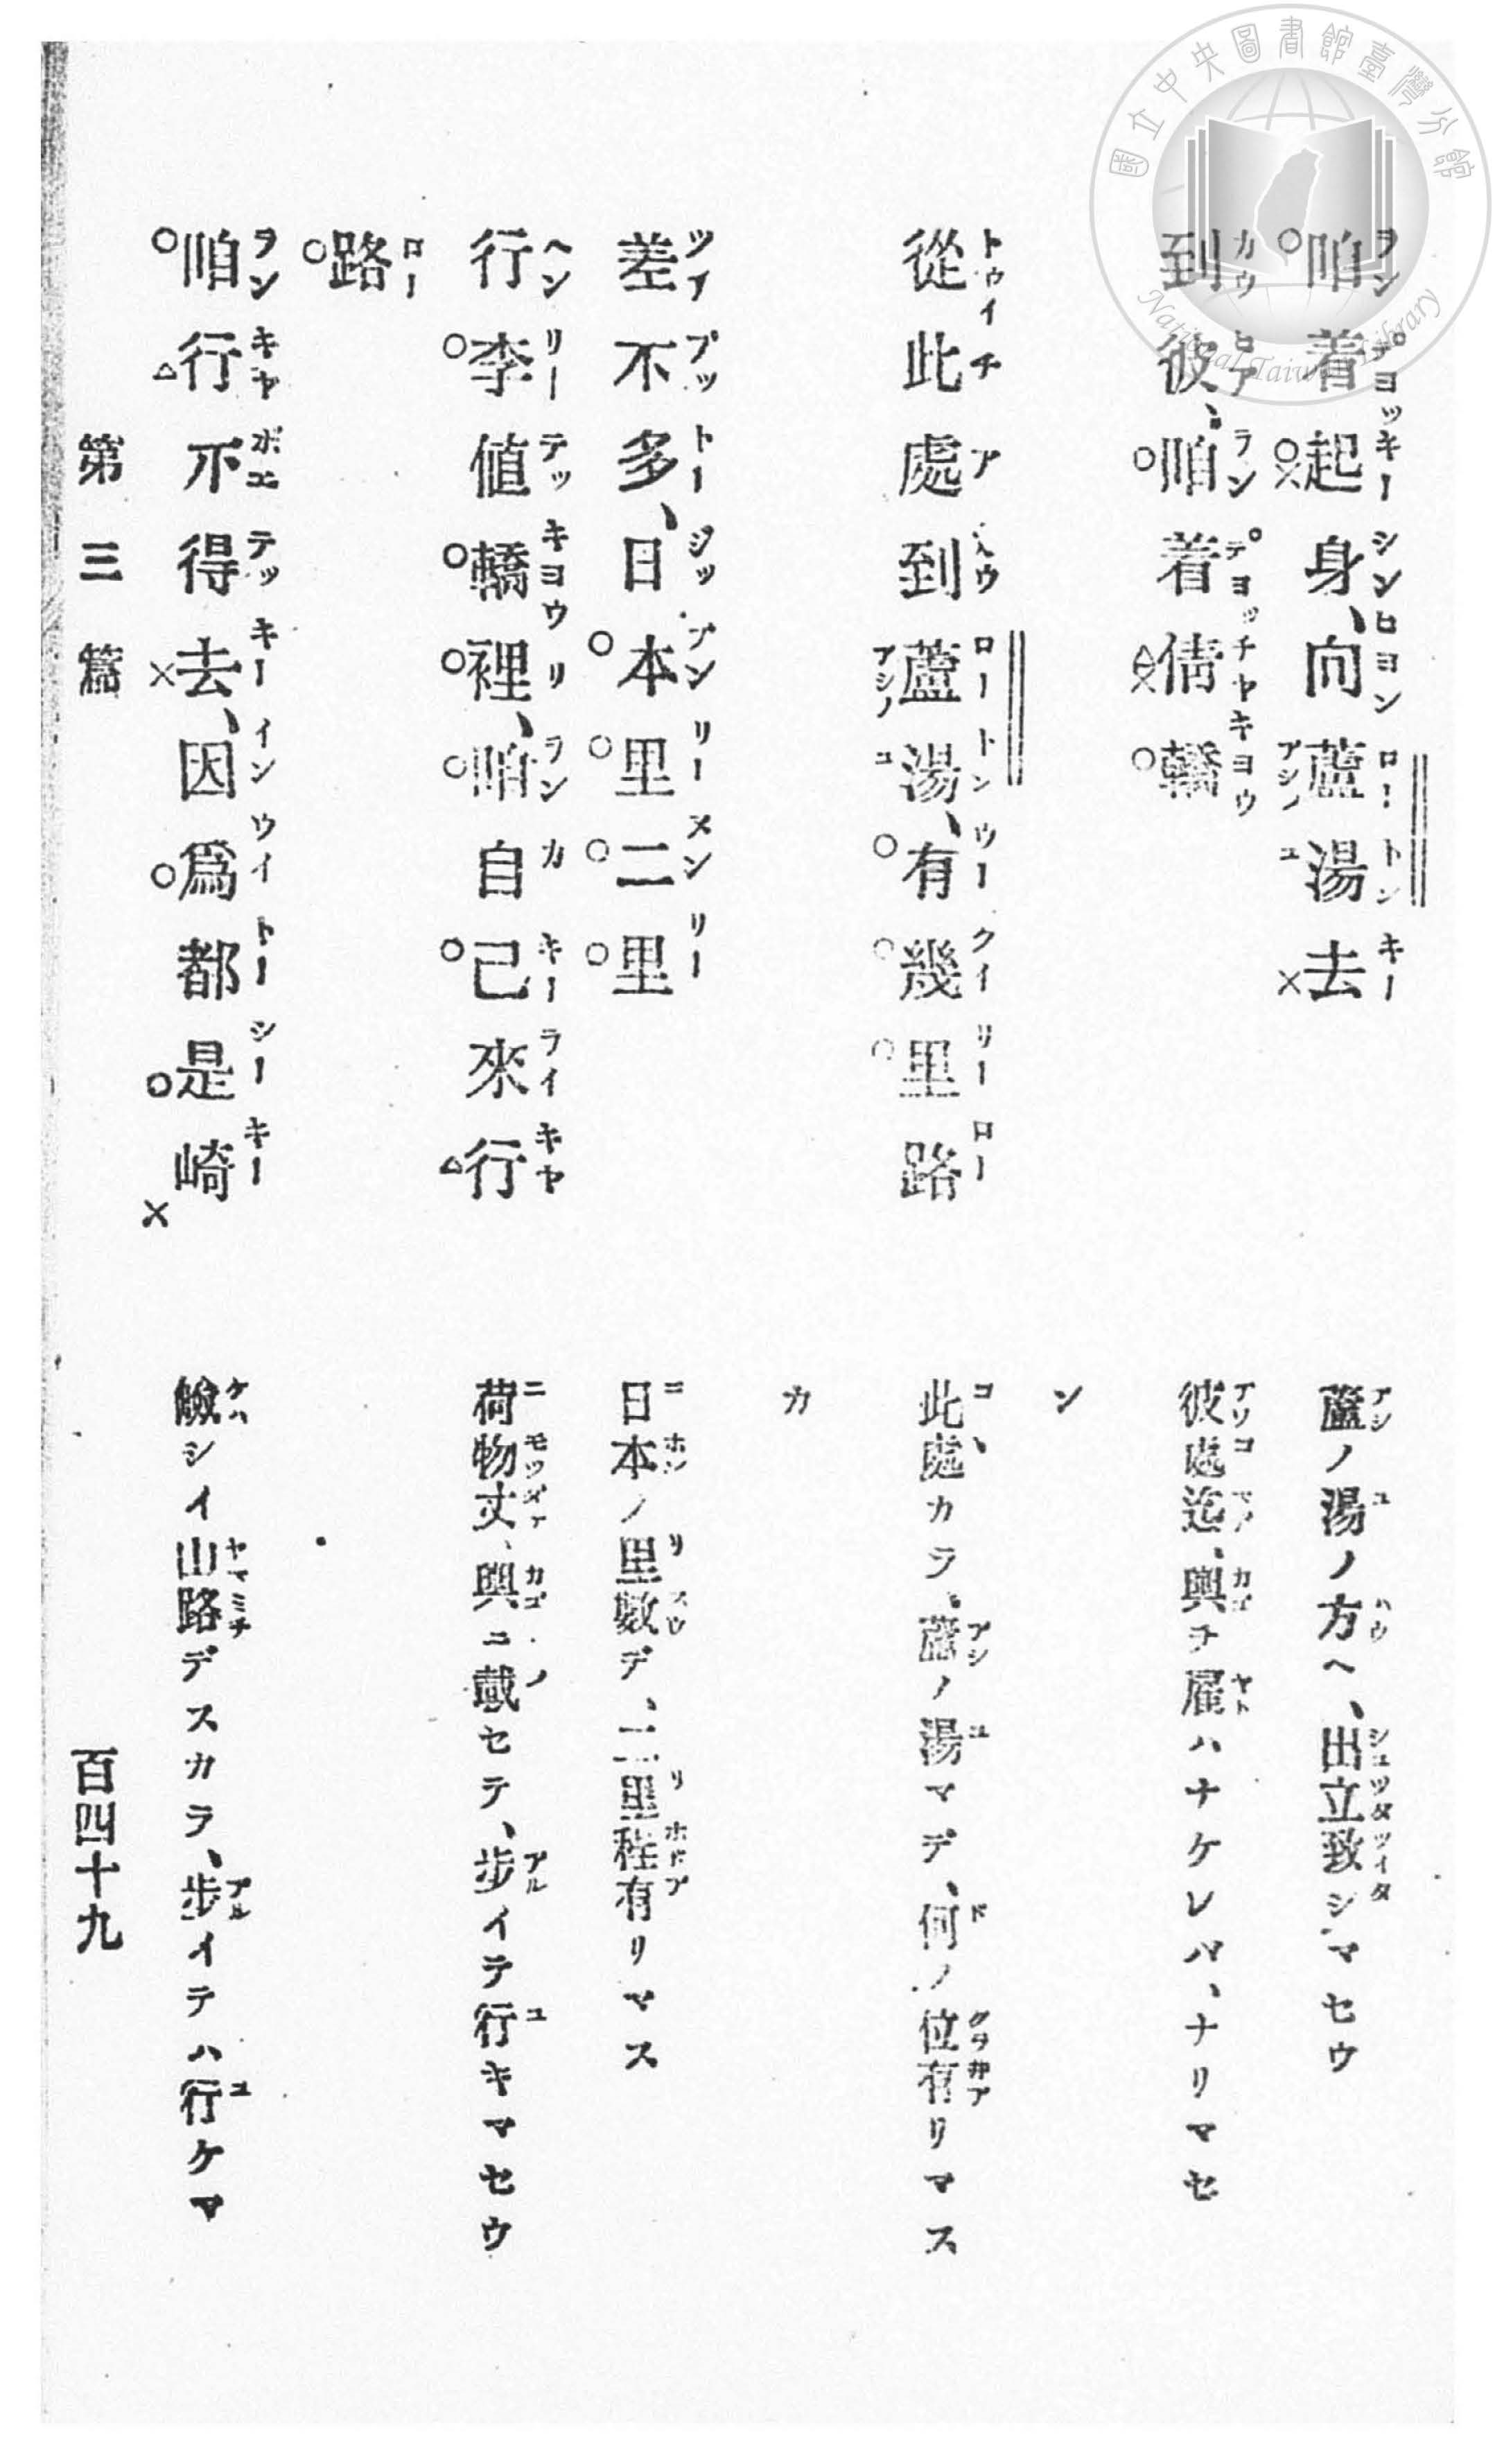 國立中央圖書館臺灣分館
National Taiwan Library
咱着起身、向蘆湯去
蘆ノ湯ノ方ヘ、出立致シマセウ
到彼、咱着倩轎
彼處迄、輿ヲ雇ハナケレバ、ナリマセ
ン
從此處到蘆湯、有幾里路
此處カラ、蘆ノ湯マデ、何ノ位有リマス
カ
差不多、日本里二里
日本ノ里數デ、二里程有リマス
行李値轎裡、咱自己來行
路
荷物丈、輿ニ載セテ、歩イテ行キマセウ
咱行不得去、因爲都是崎
險シイ山路デスカラ、歩イテハ行ケマ
第三篇
百四十九